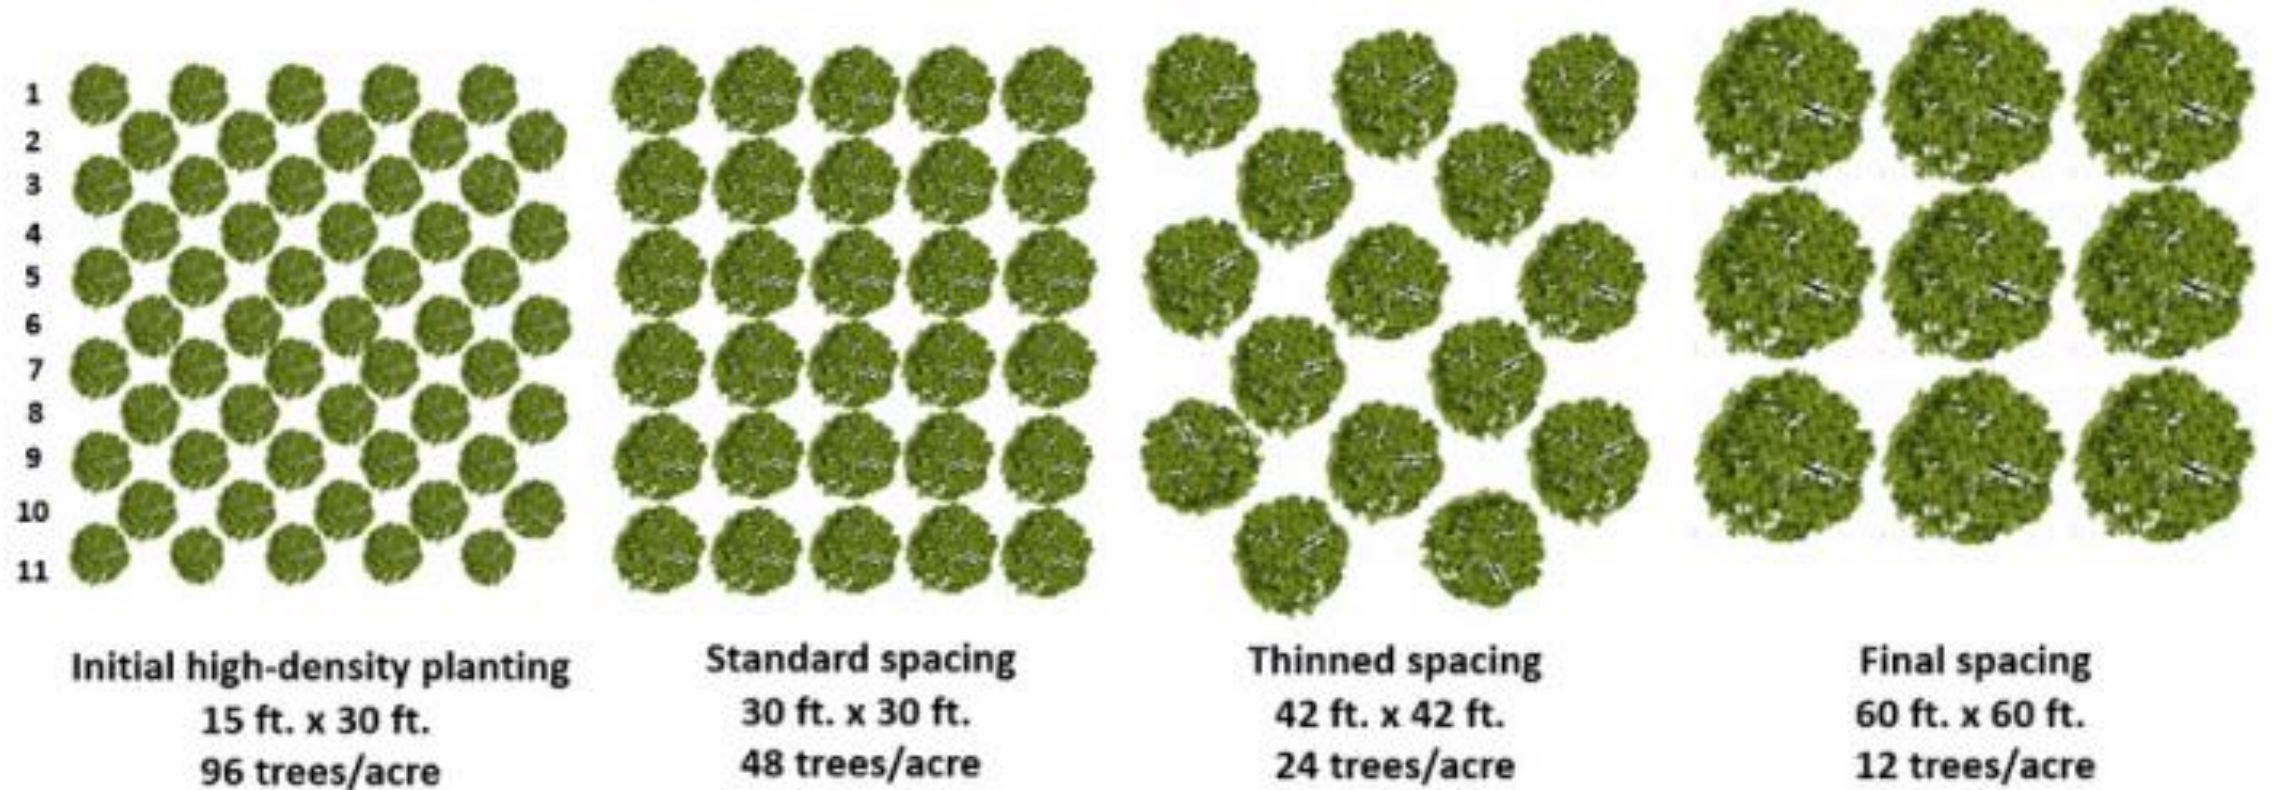 1
2
3
4
5
6
7
8
9
10
11
Initial high-density planting
15 ft. x 30 ft.
96 trees/acre
Standard spacing
30 ft. x 30 ft.
48 trees/acre
Thinned spacing
42 ft. x 42 ft.
24 trees/acre
Final spacing
60 ft. x 60 ft.
12 trees/acre